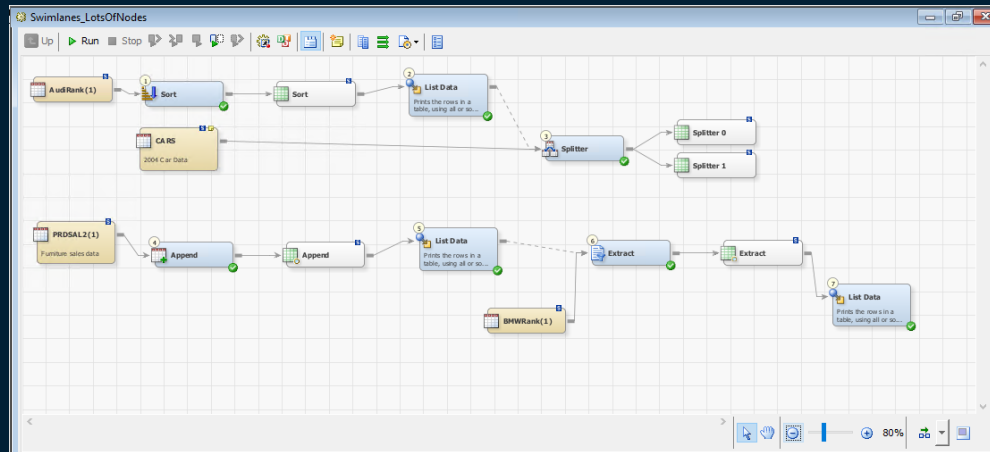 Swimlanes_LotsOfNodes
Up
Run
Stop
AudiRank(1)
1
Sort
Sort
2
List Data
Prints the rows in a
table, using all or so...
CARS
2004 Car Data
3
Splitter
Splitter 0
Splitter 1
PRDSAL2(1)
Furniture sales data
4
Append
Append
5
List Data
Prints the rows in a
table, using all or so...
6
Extract
Extract
BMWRank(1)
7
List Data
Prints the rows in a
table, using all or so...
80%